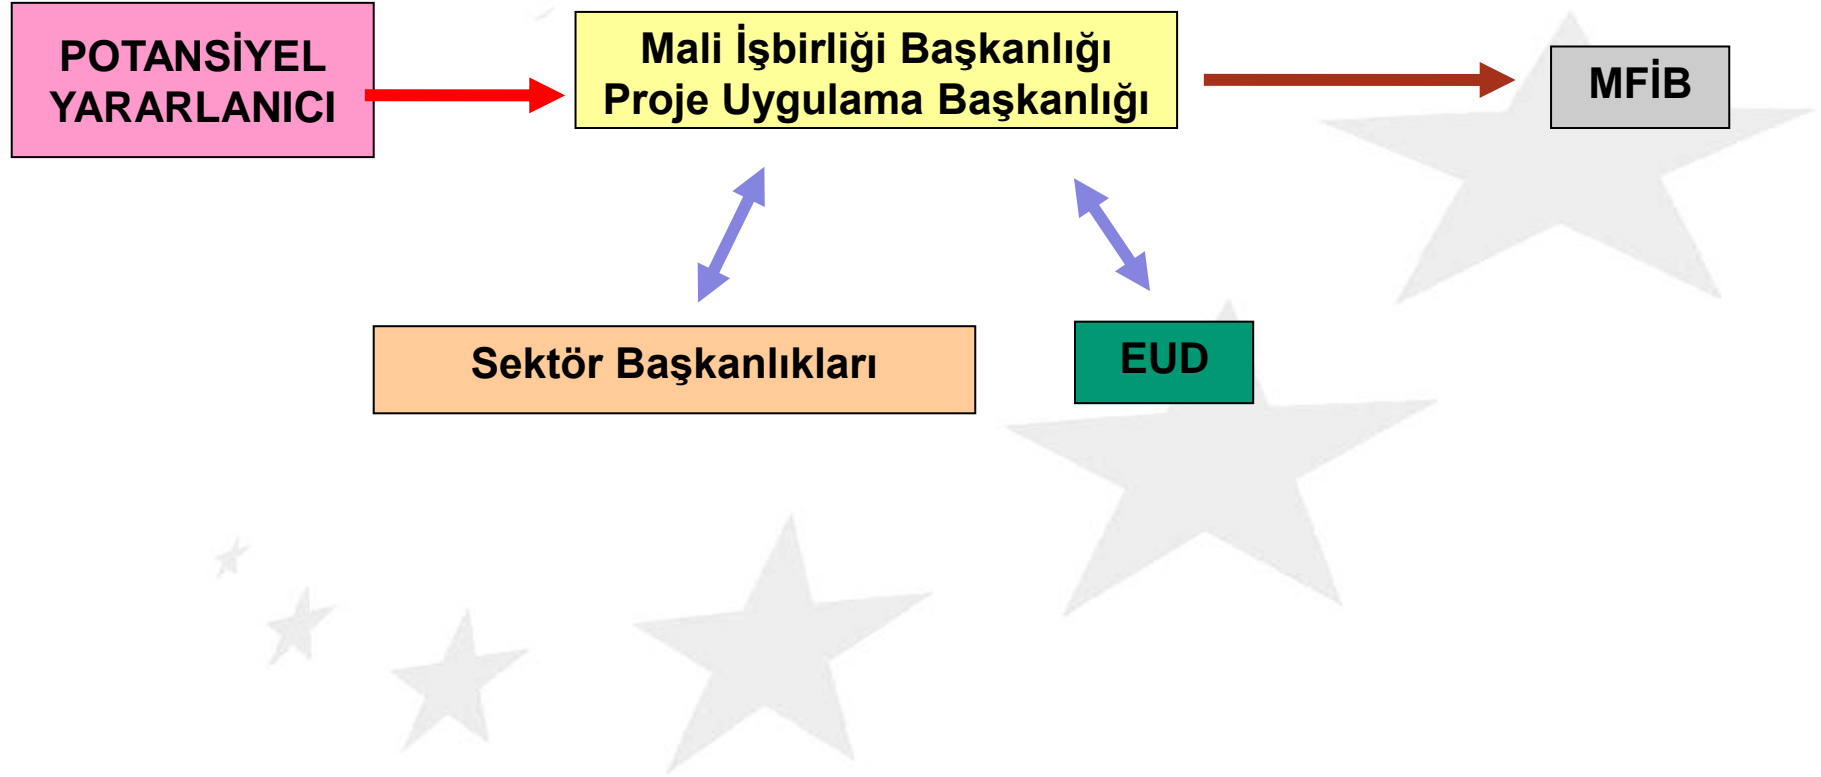 POTANSİYEL
YARARLANICI
Mali İşbirliği Başkanlığı
Proje Uygulama Başkanlığı
MFİB
Sektör Başkanlıkları
EUD